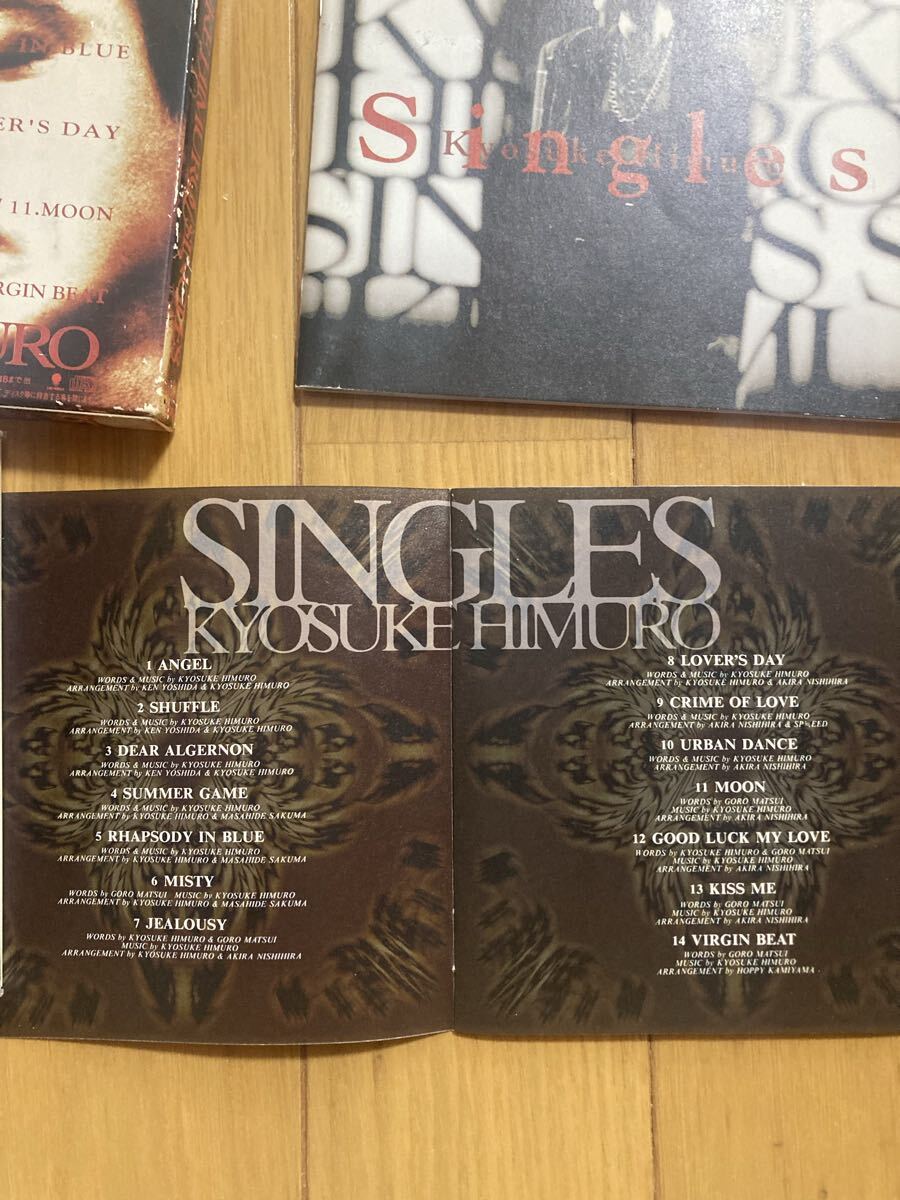 IN BLUE
ER'S DAY
/ 11.MOON
RGIN BEAT
URO
Singles
Kyosuke Himuro
SINGLES
KYOSUKE HIMURO
1 ANGEL
WORDS & MUSIC by KYOSUKE HIMURO
ARRANGEMENT by KEN YOSHIDA & KYOSUKE HIMURO
2 SHUFFLE
WORDS & MUSIC by KYOSUKE HIMURO
ARRANGEMENT by KEN YOSHIDA & KYOSUKE HIMURO
3 DEAR ALGERNON
WORDS & MUSIC by KYOSUKE HIMURO
ARRANGEMENT by KEN YOSHIDA & KYOSUKE HIMURO
4 SUMMER GAME
WORDS & MUSIC by KYOSUKE HIMURO
ARRANGEMENT by KYOSUKE HIMURO & MASAHIDE SAKUMA
5 RHAPSODY IN BLUE
WORDS & MUSIC by KYOSUKE HIMURO
ARRANGEMENT by KYOSUKE HIMURO & MASAHIDE SAKUMA
6 MISTY
WORDS by GORO MATSUI MUSIC by KYOSUKE HIMURO
ARRANGEMENT by KYOSUKE HIMURO & MASAHIDE SAKUMA
7 JEALOUSY
WORDS by KYOSUKE HIMURO & GORO MATSUI
MUSIC by KYOSUKE HIMURO
ARRANGEMENT by KYOSUKE HIMURO & AKIRA NISHIHIRA
8 LOVER'S DAY
WORDS & MUSIC by KYOSUKE HIMURO
ARRANGEMENT by KYOSUKE HIMURO & AKIRA NISHIHIRA
9 CRIME OF LOVE
WORDS & MUSIC by KYOSUKE HIMURO
ARRANGEMENT by AKIRA NISHIHIRA & SP²EED
10 URBAN DANCE
WORDS & MUSIC by KYOSUKE HIMURO
ARRANGEMENT by AKIRA NISHIHIRA
11 MOON
WORDS by GORO MATSUI
MUSIC by KYOSUKE HIMURO
ARRANGEMENT by AKIRA NISHIHIRA
12 GOOD LUCK MY LOVE
WORDS by KYOSUKE HIMURO & GORO MATSUI
MUSIC by KYOSUKE HIMURO
ARRANGEMENT by AKIRA NISHIHIRA
13 KISS ME
WORDS by GORO MATSUI
MUSIC by KYOSUKE HIMURO
ARRANGEMENT by AKIRA NISHIHIRA
14 VIRGIN BEAT
WORDS by GORO MATSUI
MUSIC by KYOSUKE HIMURO
ARRANGEMENT by HOPPY KAMIYAMA